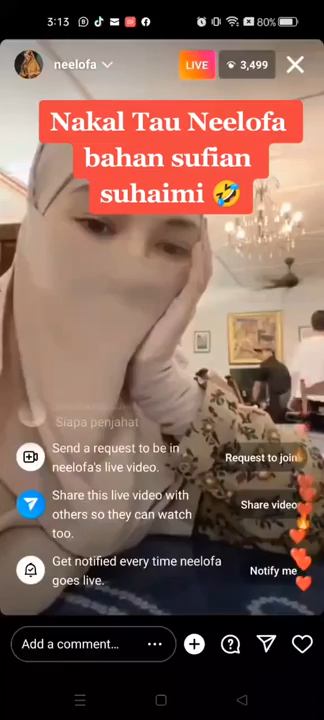 3:13
80%
neelofa
LIVE
3,499
Nakal Tau Neelofa
bahan sufian
suhaimi 🤣
Siapa penjahat
Send a request to be in
neelofa's live video.
Request to join
Share this live video with
others so they can watch
too.
Share video
Get notified every time neelofa
goes live.
Notify me
Add a comment...